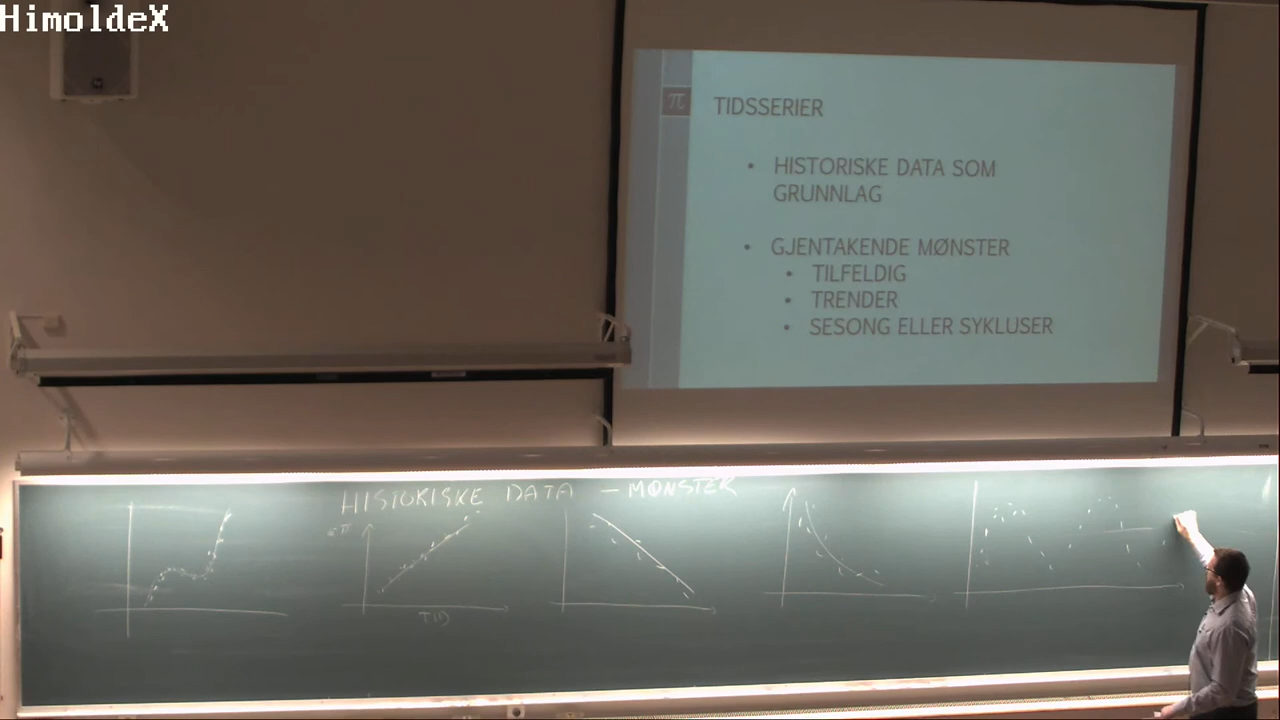 HimoldeX
π
TIDSSERIER
• HISTORISKE DATA SOM
GRUNNLAG
• GJENTAKENDE MØNSTER
• TILFELDIG
• TRENDER
• SESONG ELLER SYKLUSER
HISTORISKE DATA - MØNSTER
TID